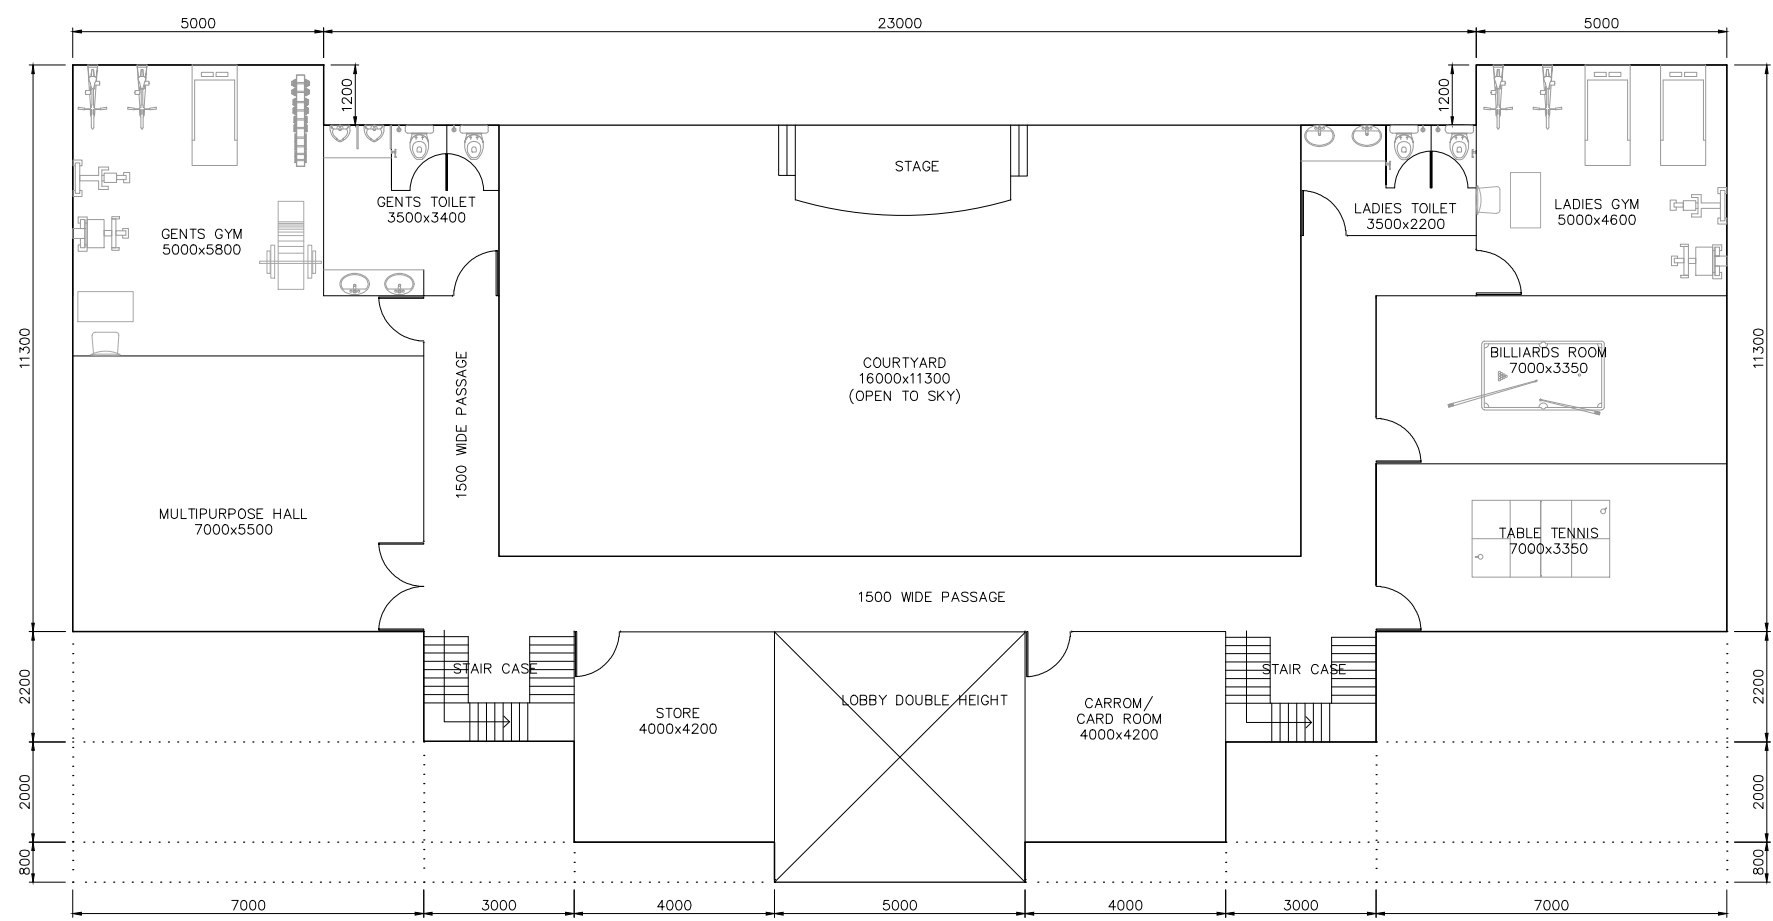 5000
23000
5000
1200
1200
STAGE
GENTS TOILET
3500x3400
LADIES TOILET
3500x2200
LADIES GYM
5000x4600
GENTS GYM
5000x5800
11300
11300
1500 WIDE PASSAGE
COURTYARD
16000x11300
(OPEN TO SKY)
BILLIARDS ROOM
7000x3350
MULTIPURPOSE HALL
7000x5500
TABLE TENNIS
7000x3350
1500 WIDE PASSAGE
STAIR CASE
STAIR CASE
2200
2200
STORE
4000x4200
LOBBY DOUBLE HEIGHT
CARROM/
CARD ROOM
4000x4200
2000
2000
800
800
7000
3000
4000
5000
4000
3000
7000